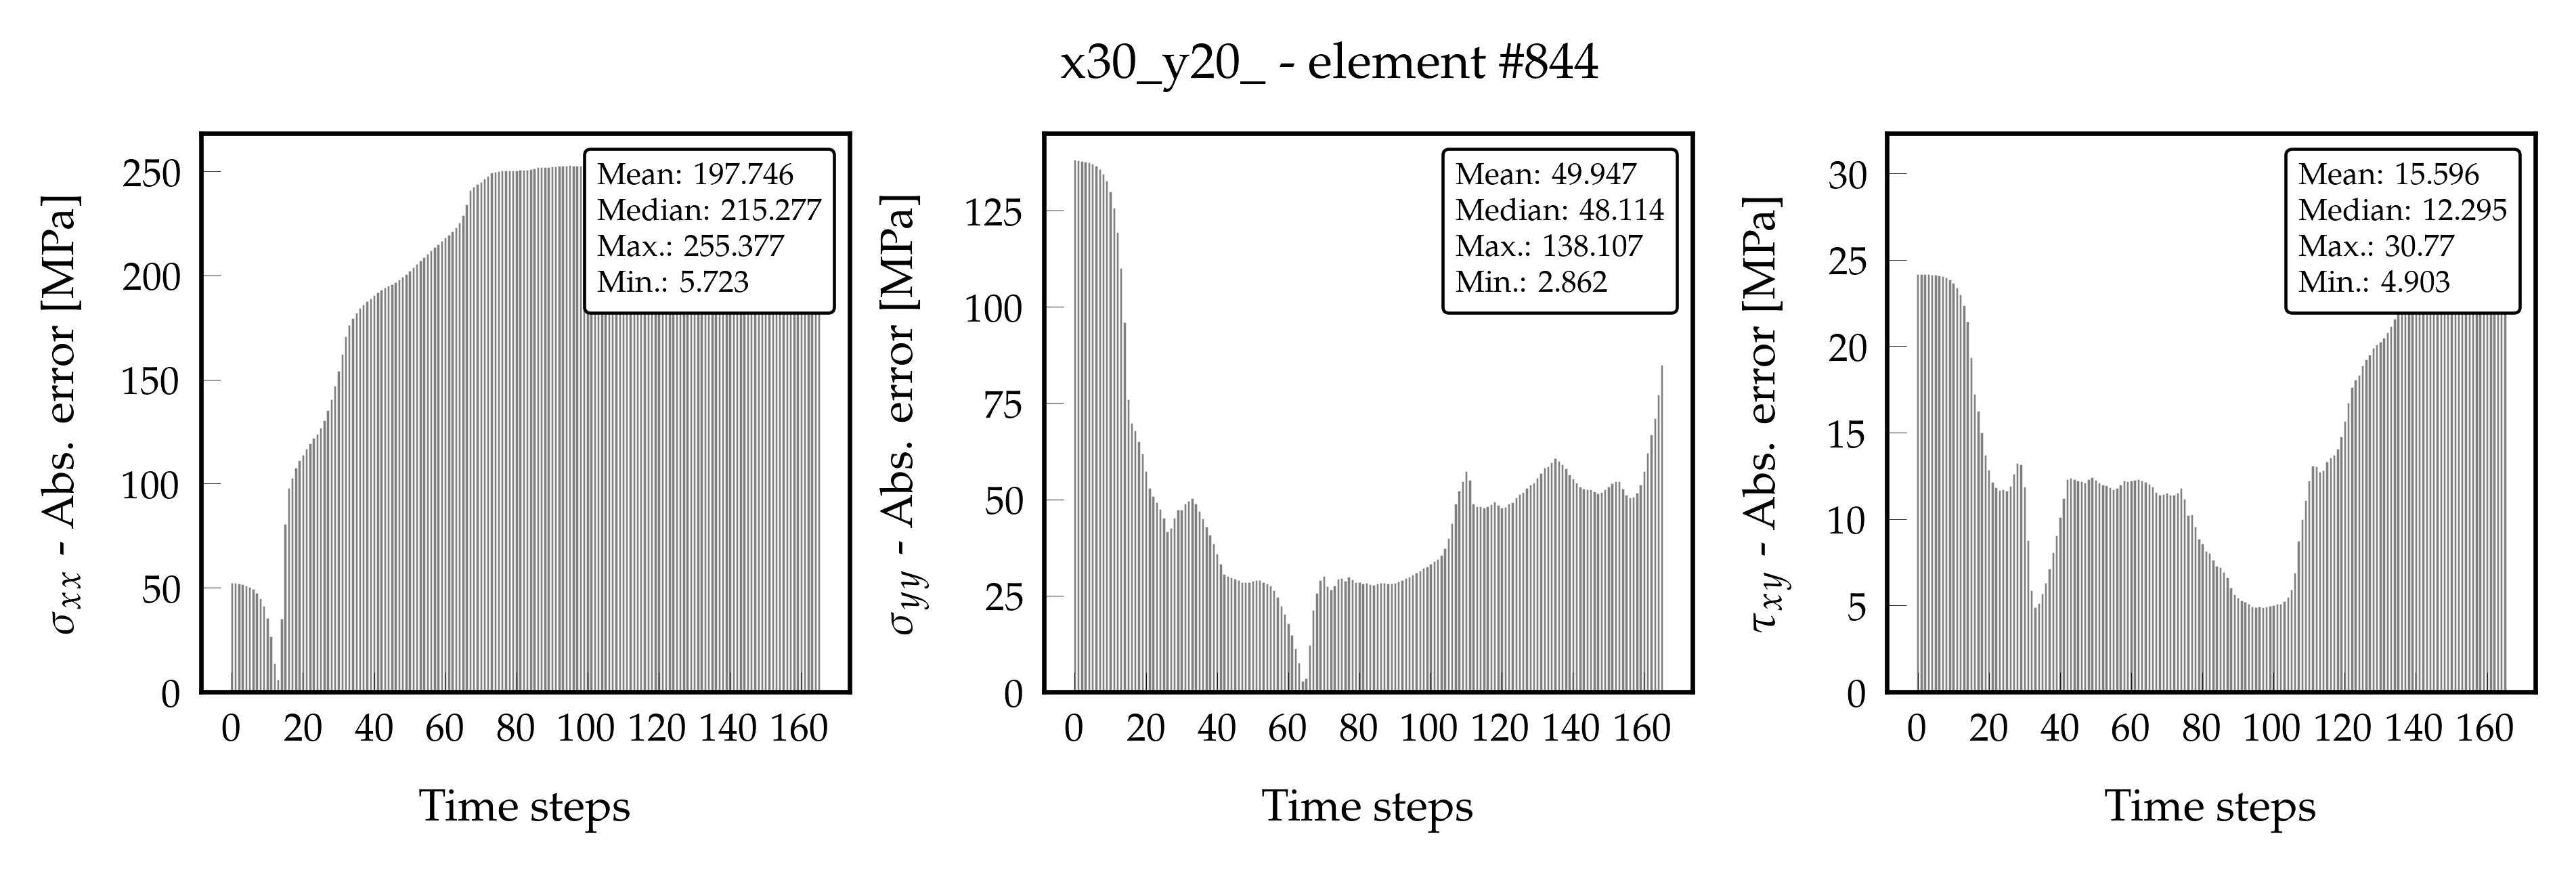 x30_y20_ - element #844
σxx - Abs. error [MPa]
250
200
150
100
50
0
Mean: 197.746
Median: 215.277
Max.: 255.377
Min.: 5.723
0 20 40 60 80 100 120 140 160
Time steps
σyy - Abs. error [MPa]
125
100
75
50
25
0
Mean: 49.947
Median: 48.114
Max.: 138.107
Min.: 2.862
0 20 40 60 80 100 120 140 160
Time steps
τxy - Abs. error [MPa]
30
25
20
15
10
5
0
Mean: 15.596
Median: 12.295
Max.: 30.77
Min.: 4.903
0 20 40 60 80 100 120 140 160
Time steps